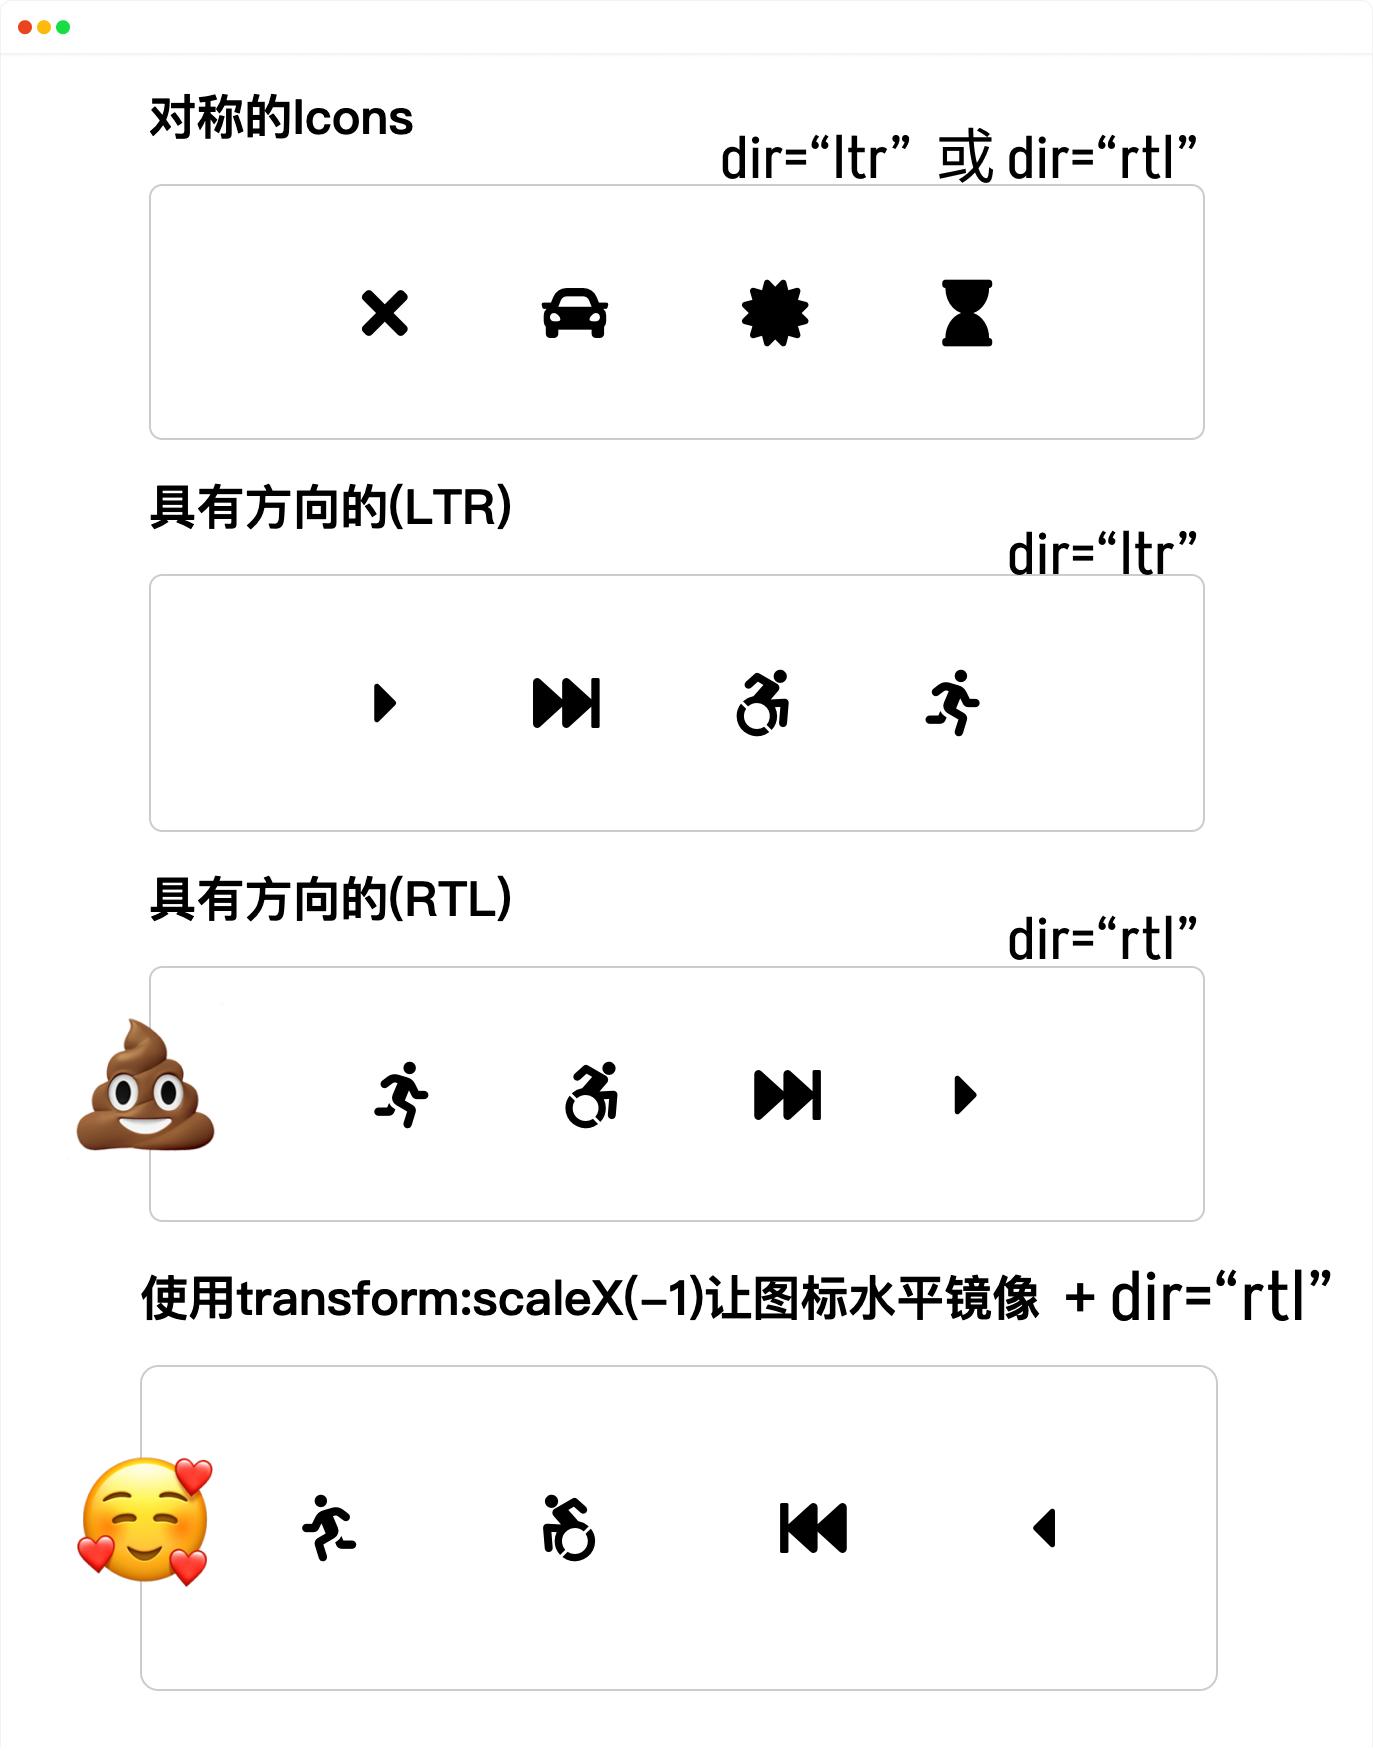 对称的Icons
dir=“ltr” 或 dir=“rtl”
具有方向的(LTR)
dir=“ltr”
具有方向的(RTL)
dir=“rtl”
使用transform:scaleX(-1)让图标水平镜像 + dir=“rtl”